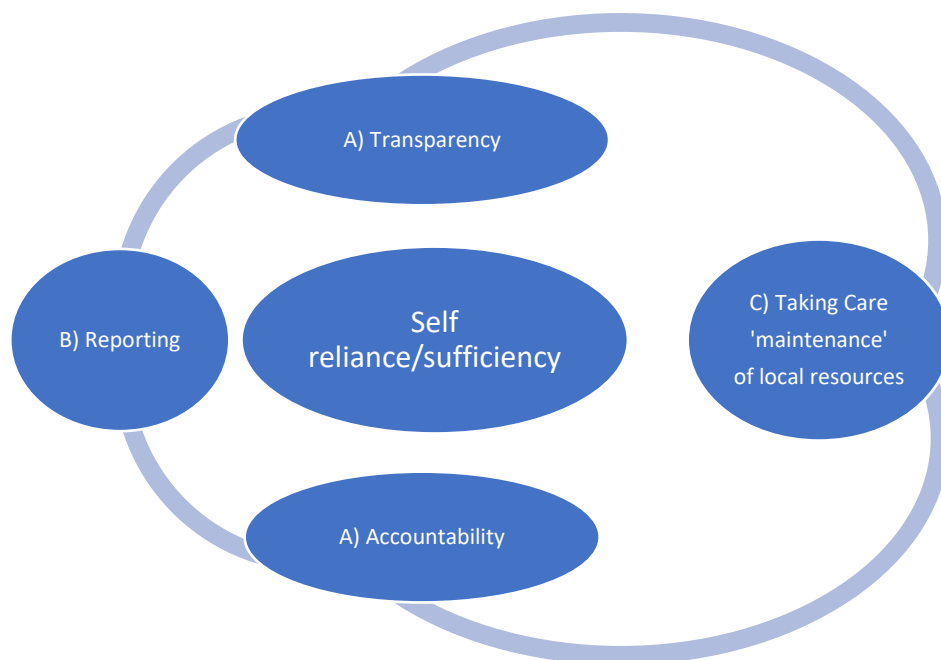 A) Transparency
B) Reporting
Self
reliance/sufficiency
C) Taking Care
'maintenance'
of local resources
A) Accountability